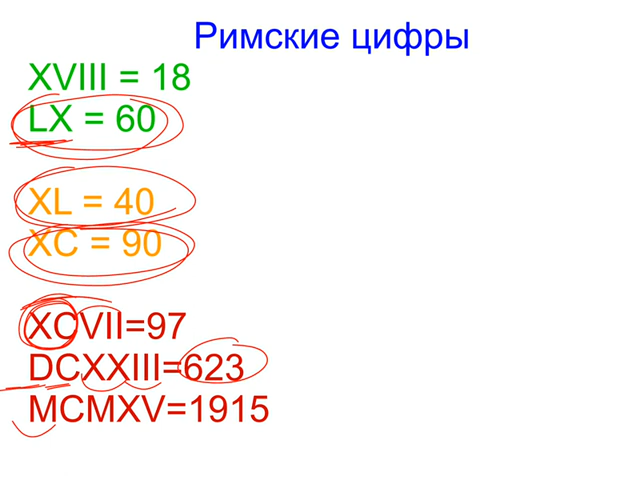 Римские цифры
XVIII = 18
LX = 60
XL = 40
XC = 90
XCVII=97
DCXXIII=623
MCMXV=1915